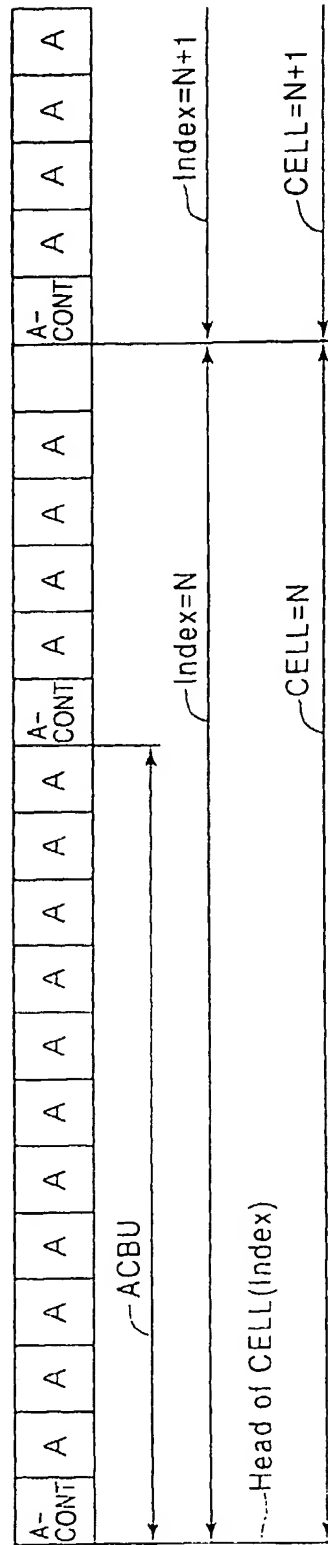 A-
CONT A A A A A A A A A A A A-
CONT A A A A A-
CONT A A A A
ACBU
Index=N Index=N+1
Head of CELL(Index)
CELL=N CELL=N+1